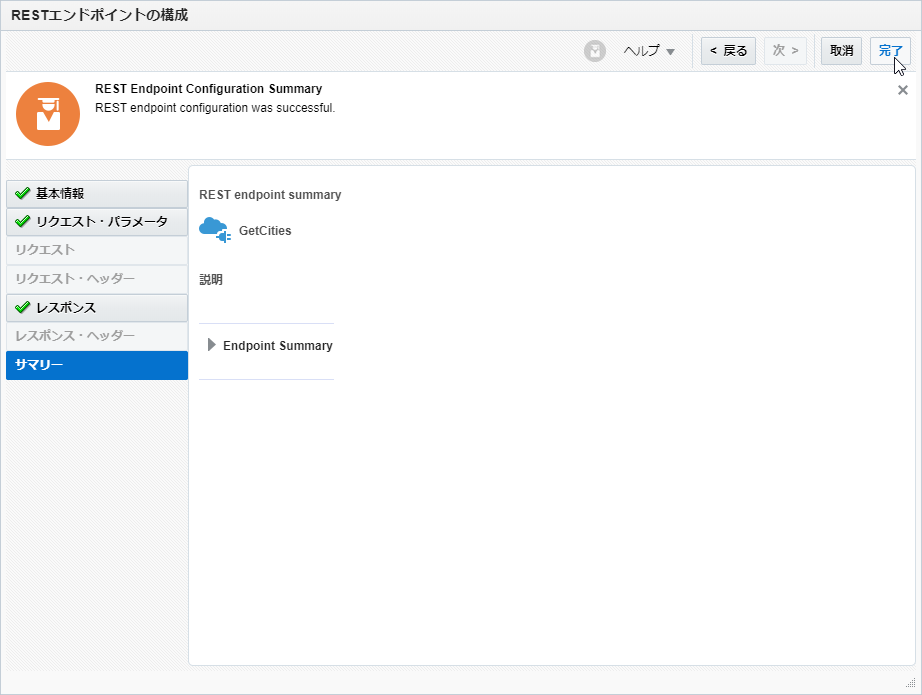 RESTエンドポイントの構成
ヘルプ
< 戻る
次 >
取消
完了
REST Endpoint Configuration Summary
REST endpoint configuration was successful.
基本情報
リクエスト・パラメータ
リクエスト
リクエスト・ヘッダー
レスポンス
レスポンス・ヘッダー
サマリー
REST endpoint summary
GetCities
説明
Endpoint Summary